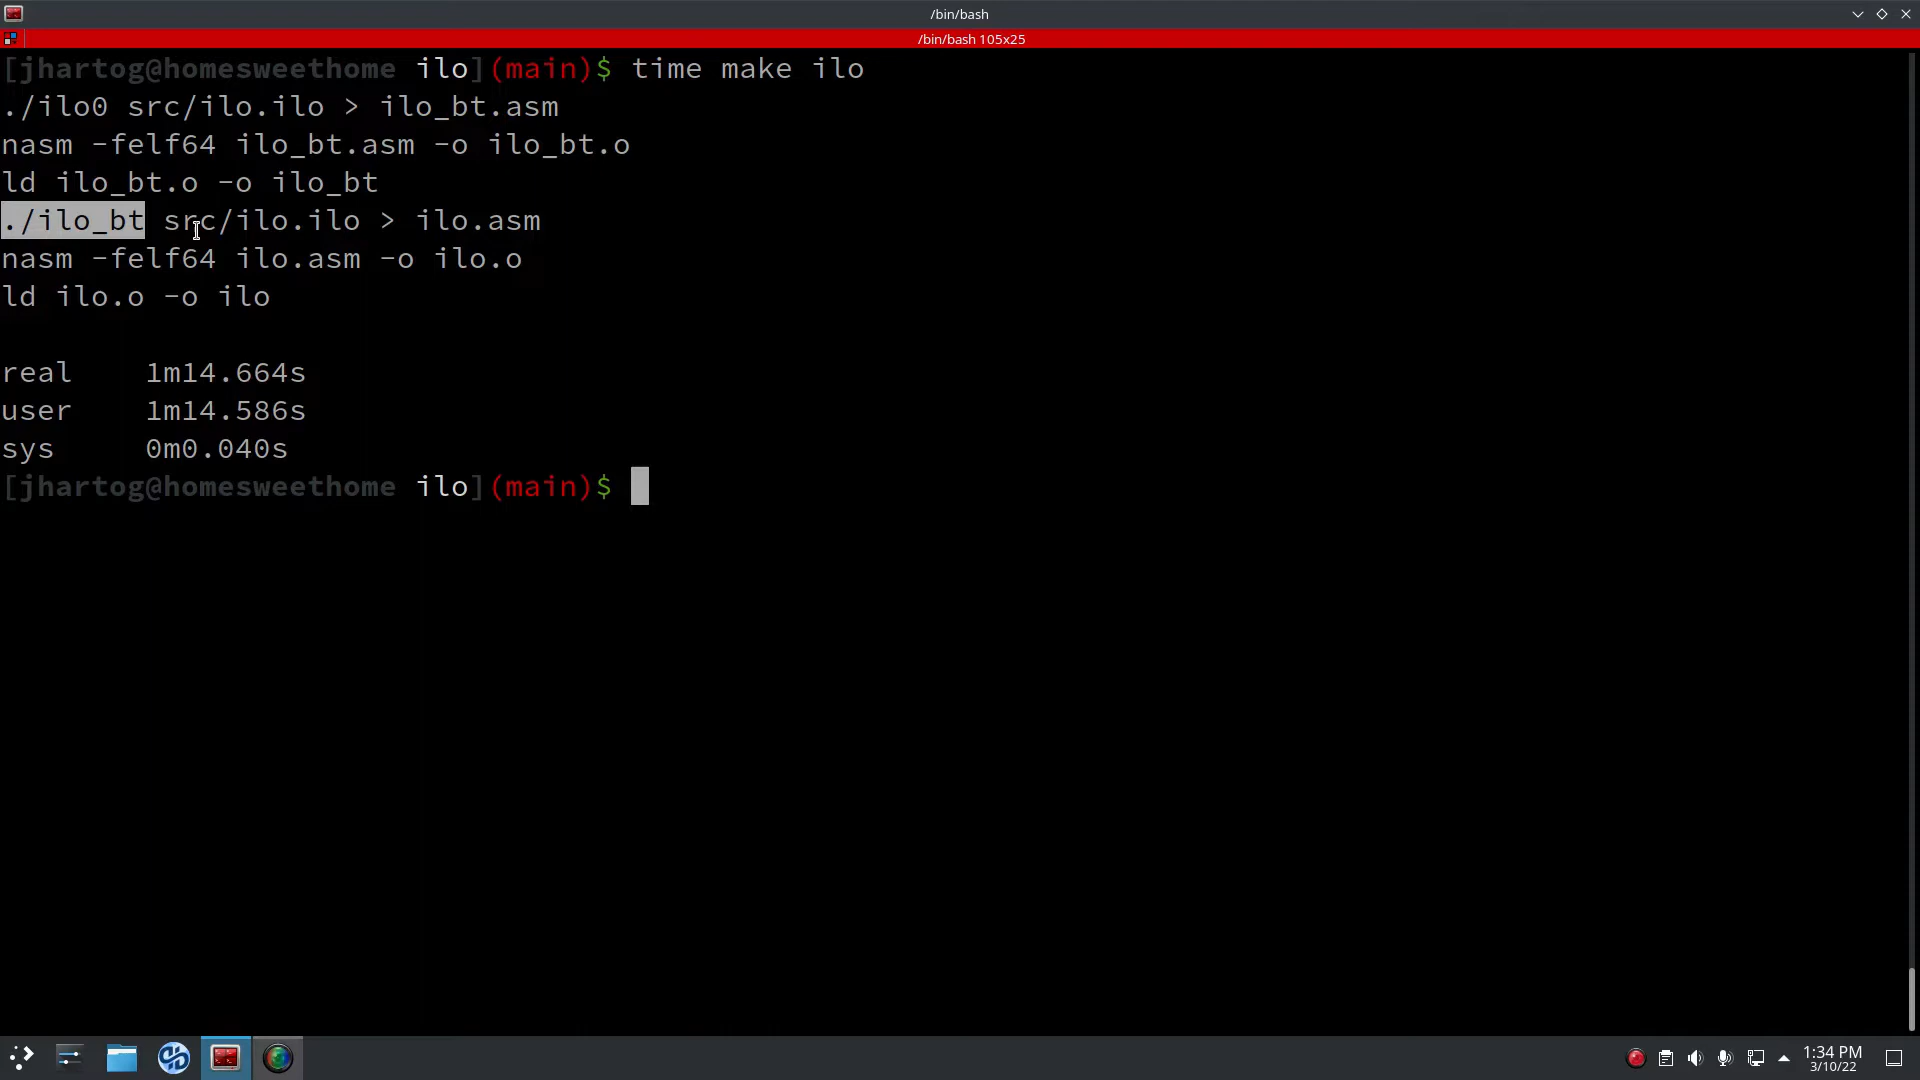 /bin/bash
/bin/bash 105x25
[jhartog@homesweethome ilo](main)$ time make ilo
./ilo0 src/ilo.ilo > ilo_bt.asm
nasm -felf64 ilo_bt.asm -o ilo_bt.o
ld ilo_bt.o -o ilo_bt
./ilo_bt src/ilo.ilo > ilo.asm
nasm -felf64 ilo.asm -o ilo.o
ld ilo.o -o ilo
real 1m14.664s
user 1m14.586s
sys 0m0.040s
[jhartog@homesweethome ilo](main)$
1:34 PM
3/10/22